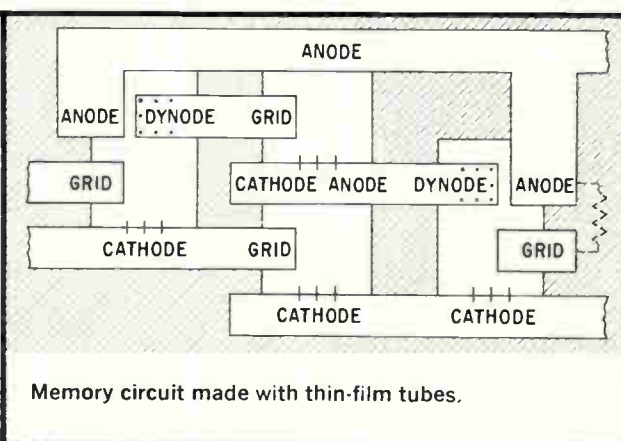 ANODE
ANODE DYNODE GRID
GRID CATHODE ANODE DYNODE ANODE
CATHODE GRID GRID
CATHODE CATHODE
Memory circuit made with thin-film tubes.